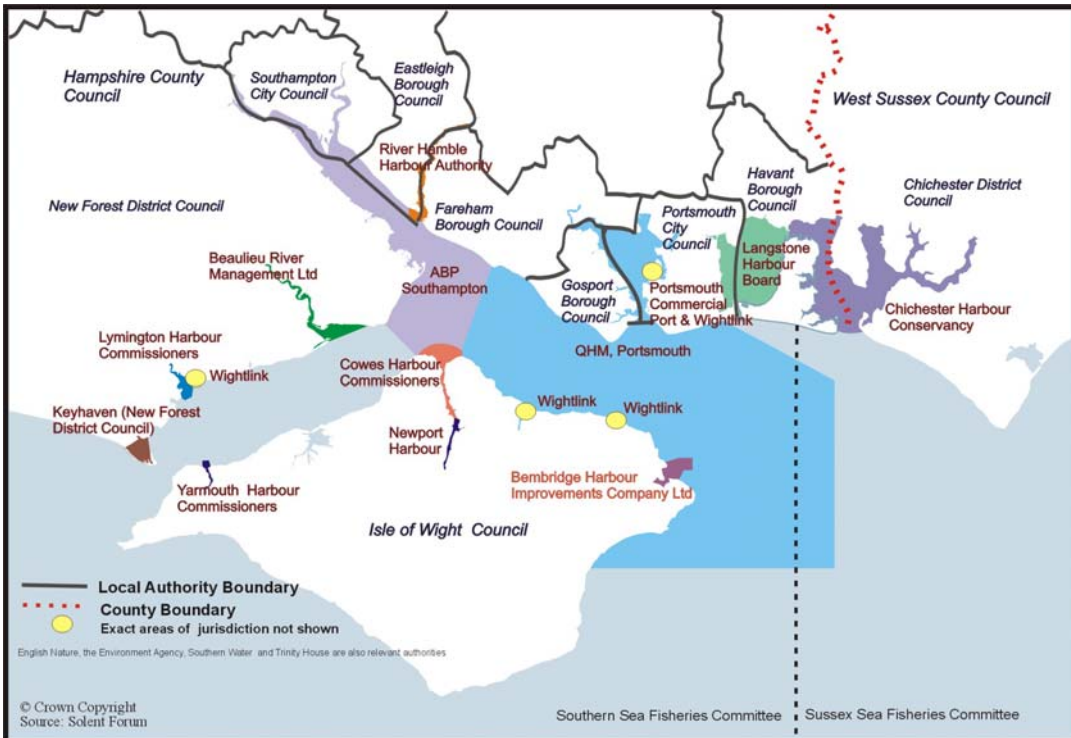 Hampshire County
Council
Southampton
City Council
Eastleigh
Borough
Council
West Sussex County Council
River Hamble
Harbour Authority
Havant
Borough
Council
Chichester District
Council
New Forest District Council
Fareham
Borough Council
Portsmouth
City
Council
Beaulieu River
Management Ltd
ABP
Southampton
Gosport
Borough
Council
Portsmouth
Commercial
Port & Wightlink
Langstone
Harbour
Board
Chichester Harbour
Conservancy
Lymington Harbour
Commissioners
Wightlink
Cowes Harbour
Commissioners
QHM, Portsmouth
Keyhaven (New Forest
District Council)
Wightlink
Wightlink
Newport
Harbour
Yarmouth Harbour
Commissioners
Bembridge Harbour
Improvements Company Ltd
Isle of Wight Council
Local Authority Boundary
County Boundary
Exact areas of jurisdiction not shown
English Nature, the Environment Agency, Southern Water and Trinity House are also relevant authorities
© Crown Copyright
Source: Solent Forum
Southern Sea Fisheries Committee
Sussex Sea Fisheries Committee